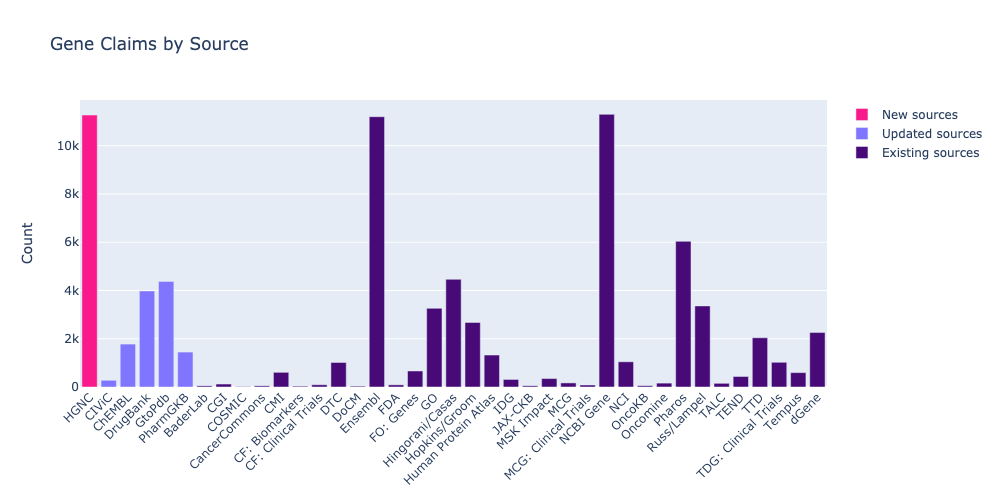 Gene Claims by Source
New sources
Updated sources
Existing sources
Count
10k
8k
6k
4k
2k
0
HGNC
CIViC
ChEMBL
DrugBank
GtoPdb
PharmGKB
BaderLab
CGI
COSMIC
CancerCommons
CMI
CF: Biomarkers
CF: Clinical Trials
DTC
DoCM
Ensembl
FDA
FO: Genes
GO
Hingorani/Casas
Hopkins/Groom
Human Protein Atlas
IDG
JAX-CKB
MSK Impact
MCG
MCG: Clinical Trials
NCBI Gene
NCI
OncoKB
Oncomine
Pharos
Russ/Lampel
TALC
TEND
TTD
TDG: Clinical Trials
Tempus
dGene